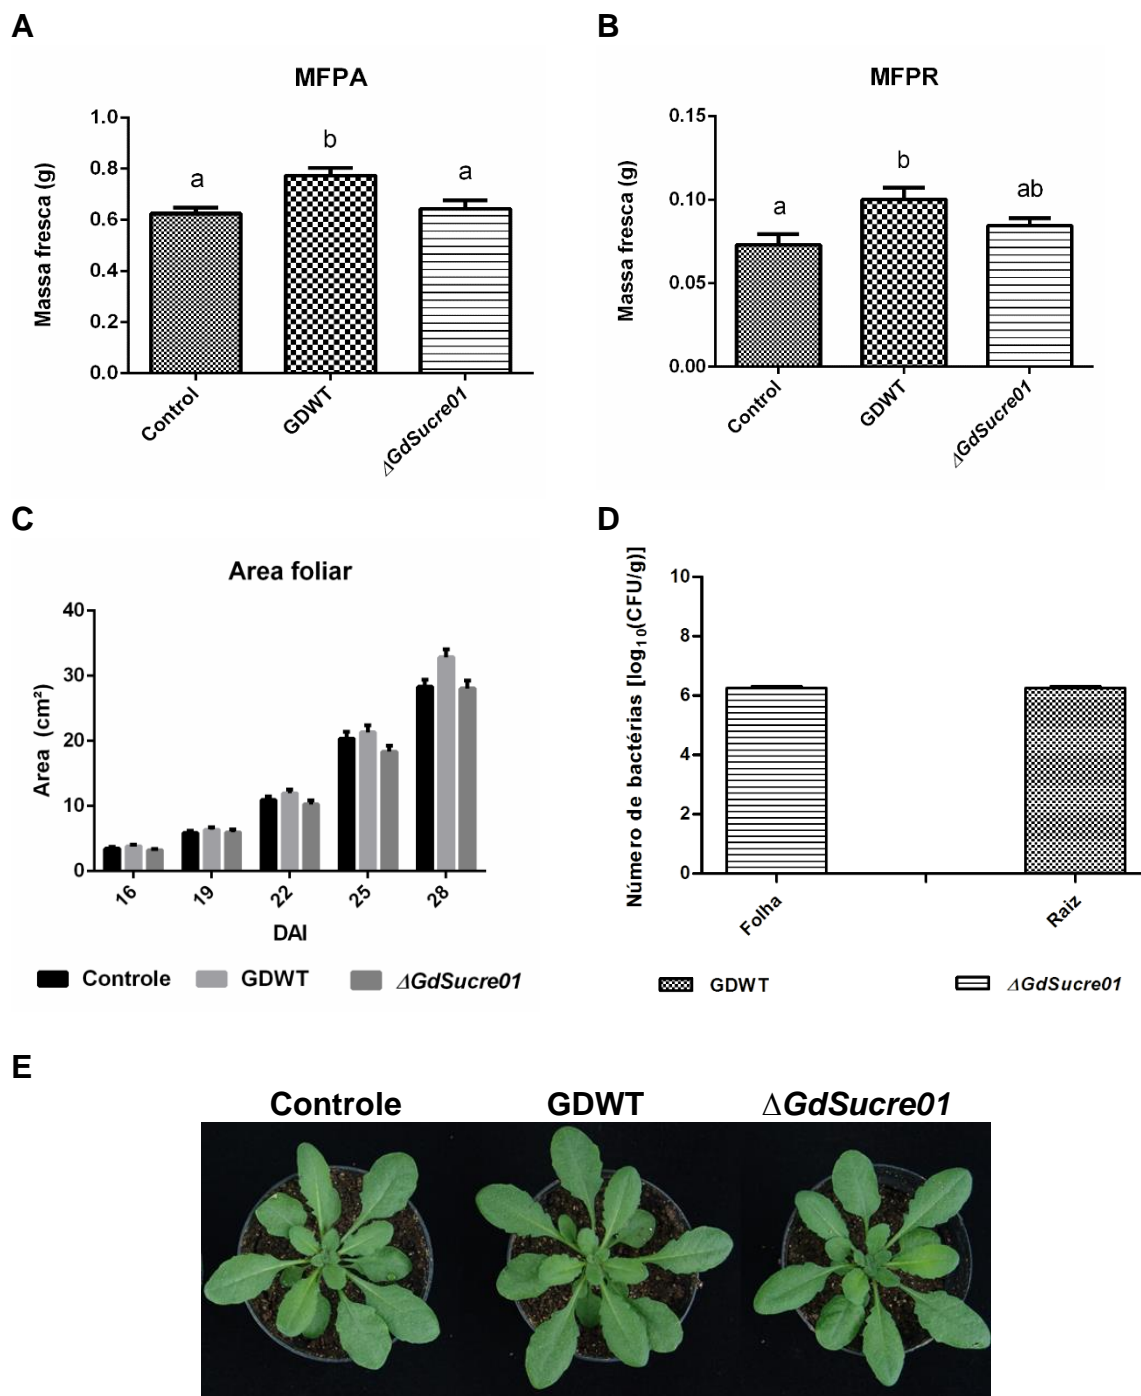 A
MFPA
Massa fresca (g)
1.0
0.8
0.6
0.4
0.2
0.0
a
b
a
Control
GDWT
ΔGdSucre01
B
MFPR
Massa fresca (g)
0.15
0.10
0.05
0.00
a
b
ab
Control
GDWT
ΔGdSucre01
C
Area foliar
Area (cm²)
40
30
20
10
0
16
19
22
25
28
DAI
Controle
GDWT
ΔGdSucre01
D
Número de bactérias [log₁₀(CFU/g)]
10
8
6
4
2
0
Folha
Raiz
GDWT
ΔGdSucre01
E
Controle
GDWT
ΔGdSucre01